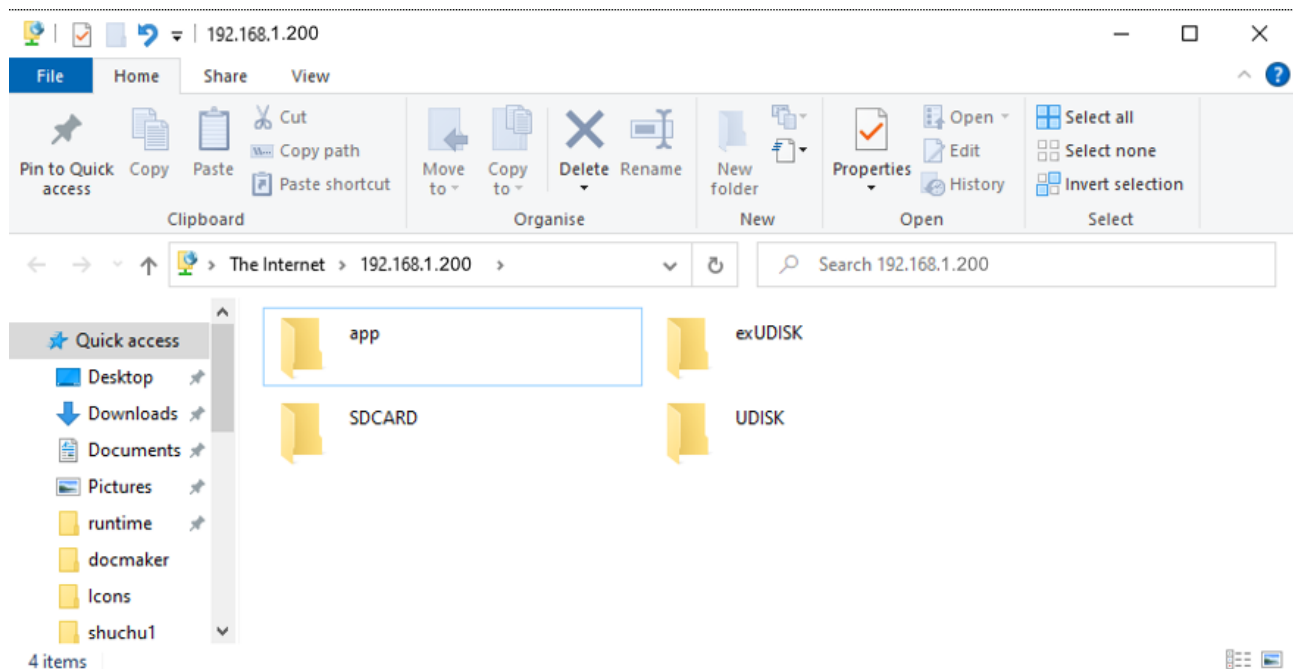 192.168.1.200
File Home Share View
Pin to Quick access
Copy
Paste
Cut
Copy path
Paste shortcut
Move to
Copy to
Delete
Rename
New folder
Properties
Open
Edit
History
Select all
Select none
Invert selection
Clipboard Organise New Open Select
The Internet > 192.168.1.200 >
Search 192.168.1.200
Quick access
Desktop
Downloads
Documents
Pictures
runtime
docmaker
Icons
shuchu1
app
exUDISK
SDCARD
UDISK
4 items